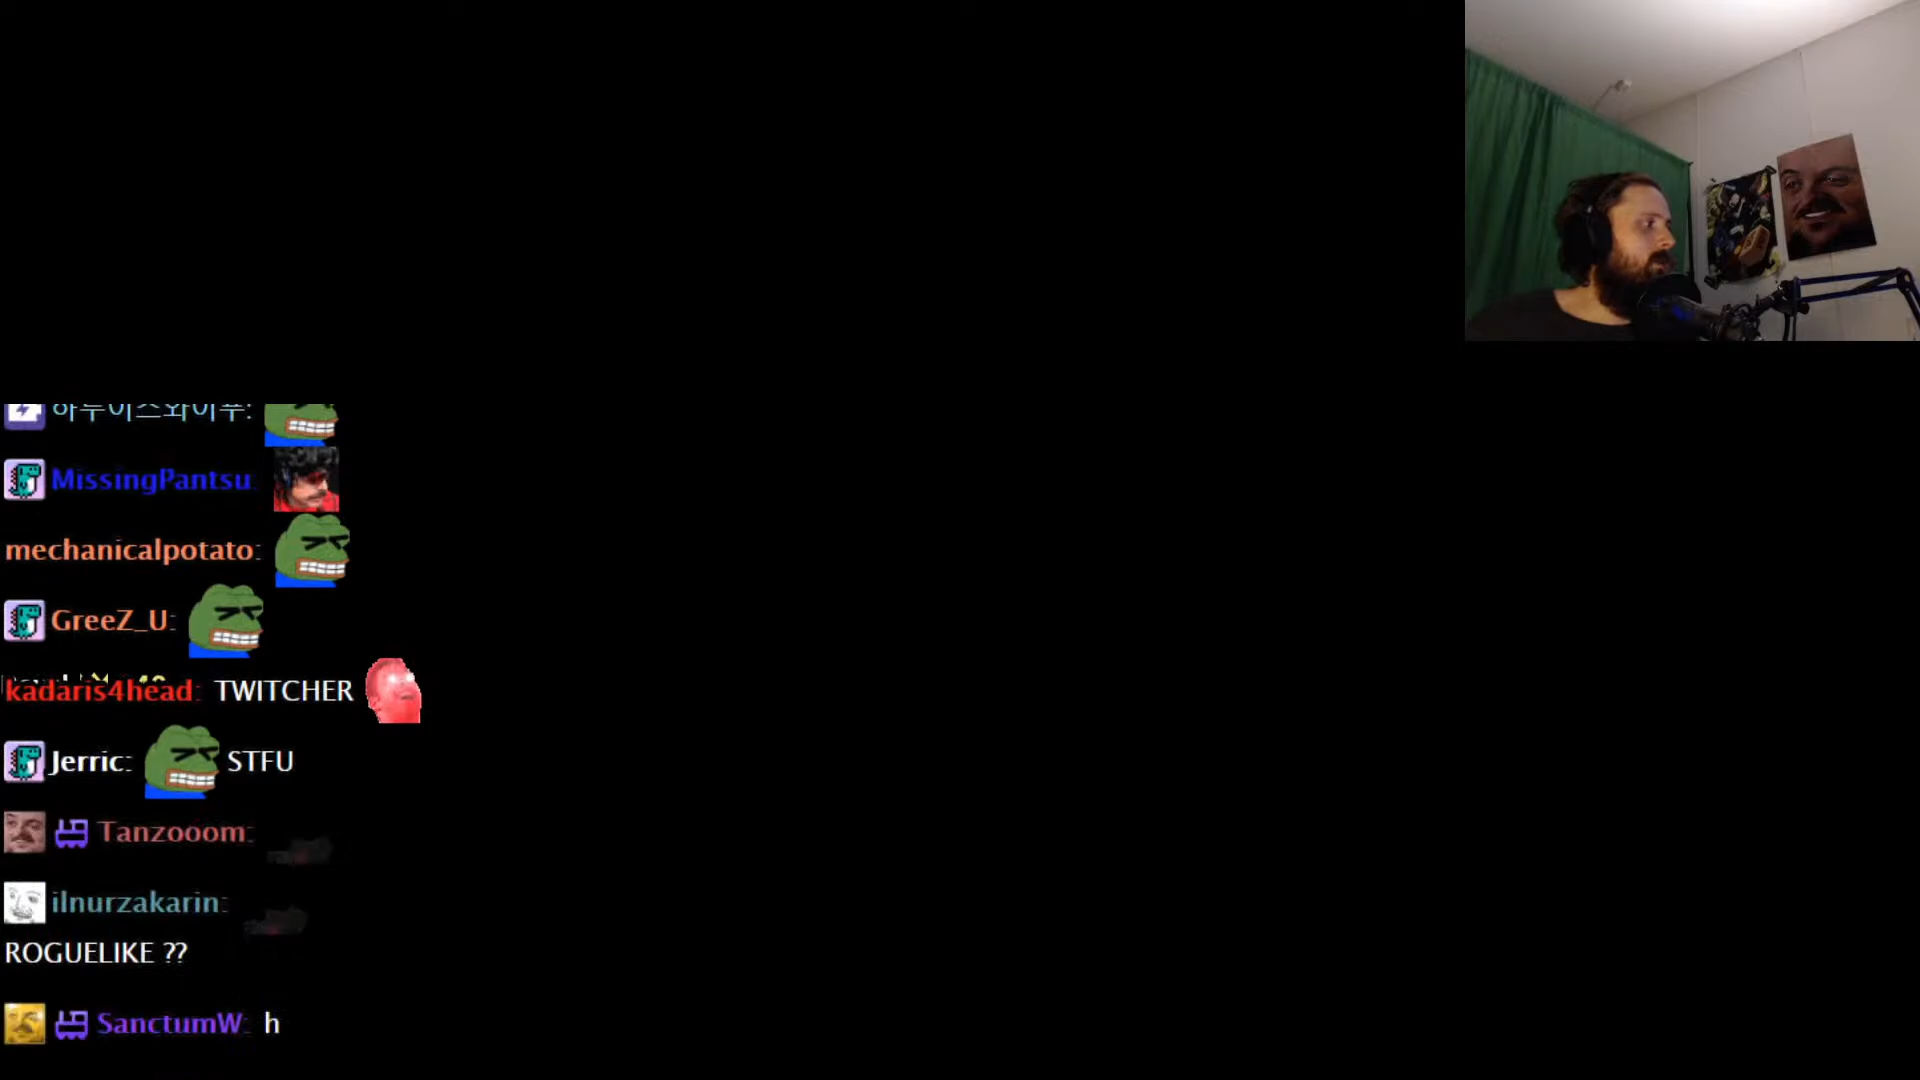 MissingPantsu:
mechanicalpotato:
GreeZ_U:
kadaris4head: TWITCHER
Jerric: STFU
Tanzooom:
ilnurzakarin:
ROGUELIKE ??
SanctumW: h